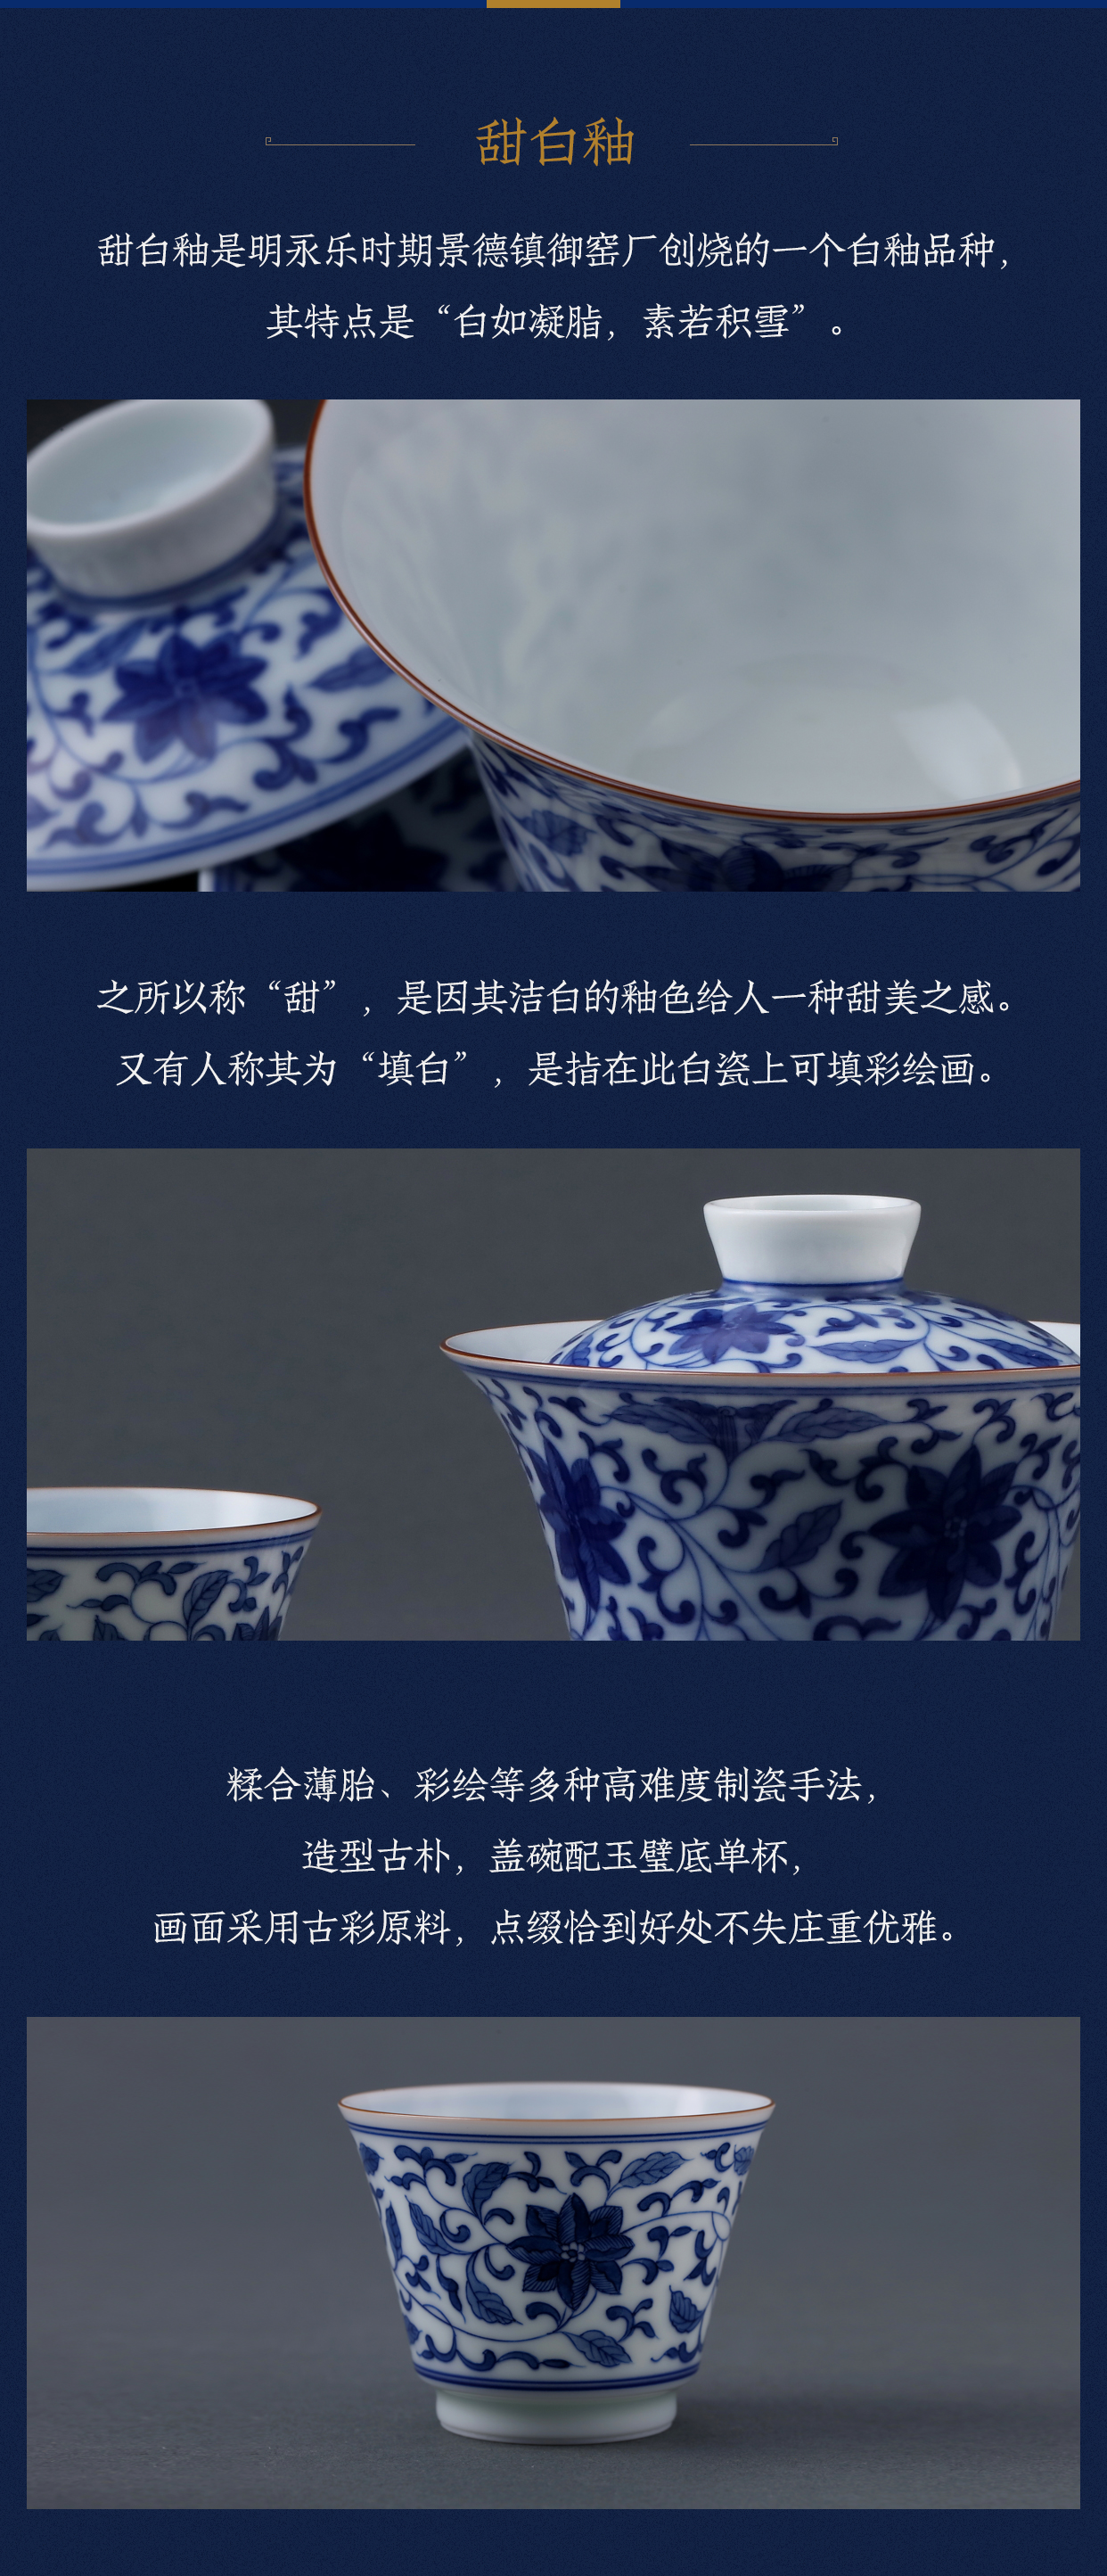 甜白釉
甜白釉是明永乐时期景德镇御窑厂创烧的一个白釉品种，
其特点是“白如凝脂，素若积雪”。
之所以称“甜”，是因其洁白的釉色给人一种甜美之感。
又有人称其为“填白”，是指在此白瓷上可填彩绘画。
糅合薄胎、彩绘等多种高难度制瓷手法，
造型古朴，盖碗配玉璧底单杯，
画面采用古彩原料，点缀恰到好处不失庄重优雅。